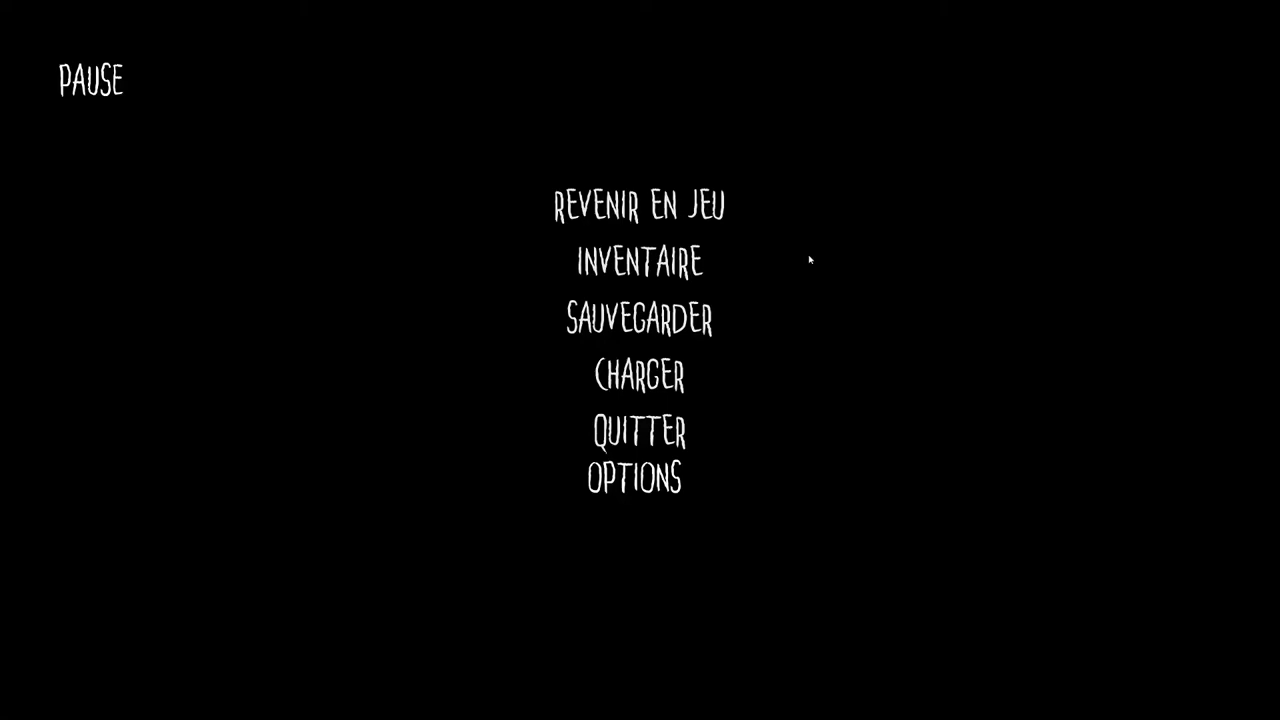 PAUSE
REVENIR EN JEU
INVENTAIRE
SAUVEGARDER
CHARGER
QUITTER
OPTIONS